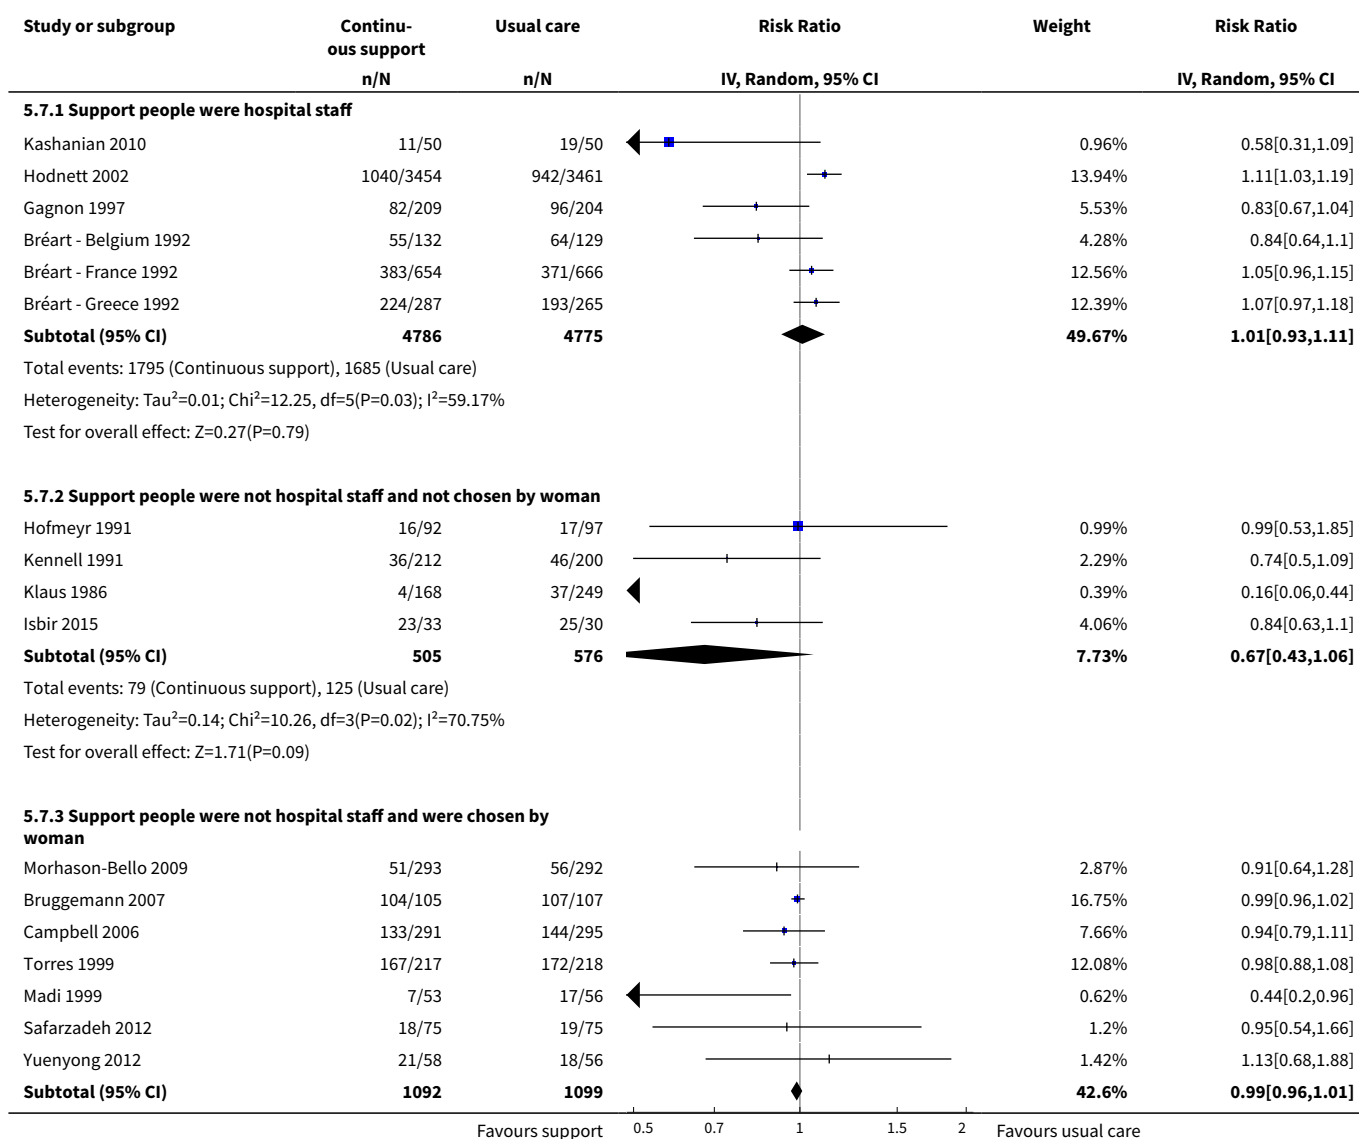 Study or subgroup Continu- Usual care Risk Ratio Weight Risk Ratio
ous support
n/N n/N IV, Random, 95% CI IV, Random, 95% CI
5.7.1 Support people were hospital staff
Kashanian 2010 11/50 19/50 0.96% 0.58[0.31,1.09]
Hodnett 2002 1040/3454 942/3461 13.94% 1.11[1.03,1.19]
Gagnon 1997 82/209 96/204 5.53% 0.83[0.67,1.04]
Bréart - Belgium 1992 55/132 64/129 4.28% 0.84[0.64,1.1]
Bréart - France 1992 383/654 371/666 12.56% 1.05[0.96,1.15]
Bréart - Greece 1992 224/287 193/265 12.39% 1.07[0.97,1.18]
Subtotal (95% CI) 4786 4775 49.67% 1.01[0.93,1.11]
Total events: 1795 (Continuous support), 1685 (Usual care)
Heterogeneity: Tau²=0.01; Chi²=12.25, df=5(P=0.03); I²=59.17%
Test for overall effect: Z=0.27(P=0.79)
5.7.2 Support people were not hospital staff and not chosen by woman
Hofmeyr 1991 16/92 17/97 0.99% 0.99[0.53,1.85]
Kennell 1991 36/212 46/200 2.29% 0.74[0.5,1.09]
Klaus 1986 4/168 37/249 0.39% 0.16[0.06,0.44]
Isbir 2015 23/33 25/30 4.06% 0.84[0.63,1.1]
Subtotal (95% CI) 505 576 7.73% 0.67[0.43,1.06]
Total events: 79 (Continuous support), 125 (Usual care)
Heterogeneity: Tau²=0.14; Chi²=10.26, df=3(P=0.02); I²=70.75%
Test for overall effect: Z=1.71(P=0.09)
5.7.3 Support people were not hospital staff and were chosen by
woman
Morhason-Bello 2009 51/293 56/292 2.87% 0.91[0.64,1.28]
Bruggemann 2007 104/105 107/107 16.75% 0.99[0.96,1.02]
Campbell 2006 133/291 144/295 7.66% 0.94[0.79,1.11]
Torres 1999 167/217 172/218 12.08% 0.98[0.88,1.08]
Madi 1999 7/53 17/56 0.62% 0.44[0.2,0.96]
Safarzadeh 2012 18/75 19/75 1.2% 0.95[0.54,1.66]
Yuenyong 2012 21/58 18/56 1.42% 1.13[0.68,1.88]
Subtotal (95% CI) 1092 1099 42.6% 0.99[0.96,1.01]
Favours support 0.5 0.7 1 1.5 2 Favours usual care